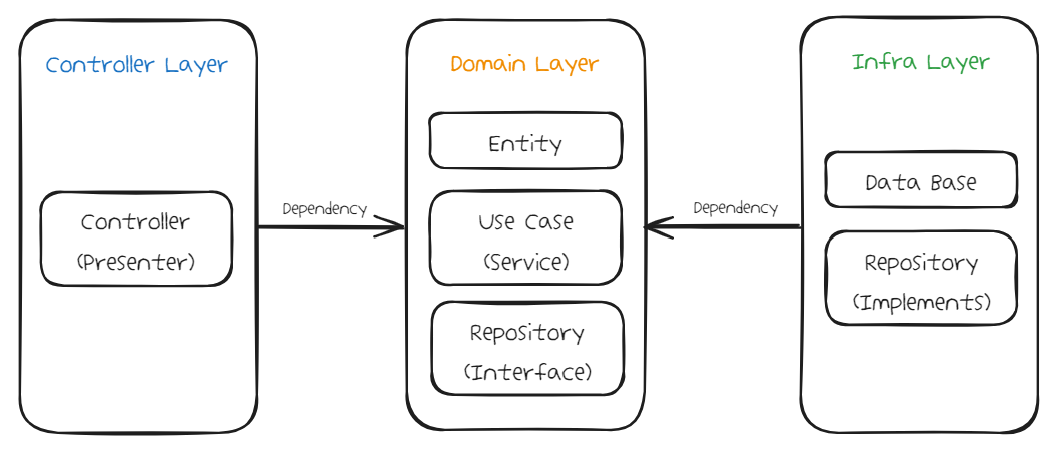 Controller Layer
Controller
(Presenter)
Dependency
Domain Layer
Entity
Use Case
(Service)
Repository
(Interface)
Dependency
Infra Layer
Data Base
Repository
(Implements)